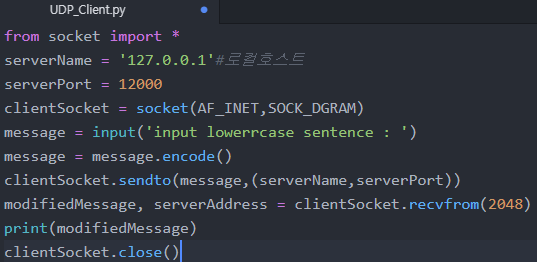 UDP_Client.py
from socket import *
serverName = '127.0.0.1'#로컬호스트
serverPort = 12000
clientSocket = socket(AF_INET,SOCK_DGRAM)
message = input('input lowerrcase sentence : ')
message = message.encode()
clientSocket.sendto(message,(serverName,serverPort))
modifiedMessage, serverAddress = clientSocket.recvfrom(2048)
print(modifiedMessage)
clientSocket.close()